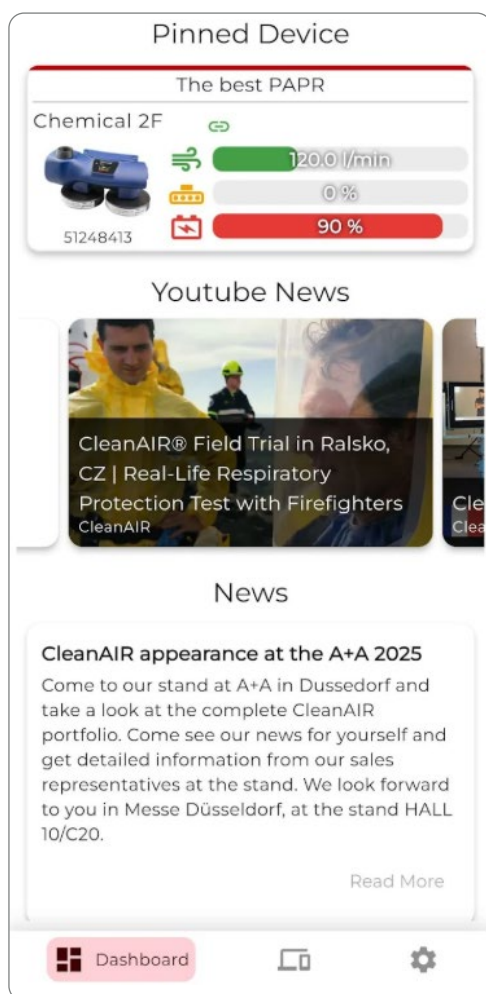 Pinned Device
The best PAPR
Chemical 2F
120.0 l/min
0 %
90 %
51248413
Youtube News
CleanAIR® Field Trial in Ralsko,
CZ | Real-Life Respiratory
Protection Test with Firefighters
CleanAIR
Cle
Clea
News
CleanAIR appearance at the A+A 2025
Come to our stand at A+A in Dussedorf and
take a look at the complete CleanAIR
portfolio. Come see our news for yourself and
get detailed information from our sales
representatives at the stand. We look forward
to you in Messe Düsseldorf, at the stand HALL
10/C20.
Read More
Dashboard